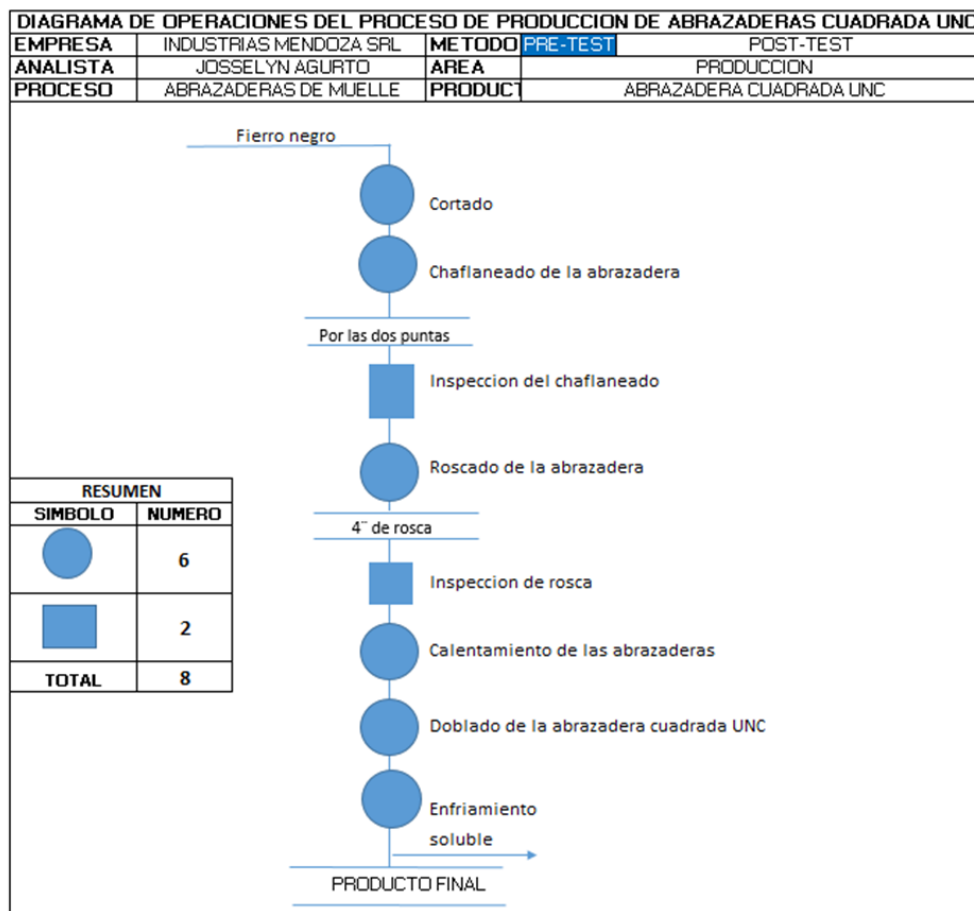 DIAGRAMA DE OPERACIONES DEL PROCESO DE PRODUCCION DE ABRAZADERAS CUADRADA UNC
EMPRESA INDUSTRIAS MENDOZA SRL METODO PRE-TEST POST-TEST
ANALISTA JOSSELYN AGURTO AREA PRODUCCION
PROCESO ABRAZADERAS DE MUELLE PRODUCT ABRAZADERA CUADRADA UNC
Fierro negro
Cortado
Chaflaneado de la abrazadera
Por las dos puntas
Inspeccion del chaflaneado
Roscado de la abrazadera
4¨ de rosca
Inspeccion de rosca
Calentamiento de las abrazaderas
Doblado de la abrazadera cuadrada UNC
Enfriamiento
soluble
PRODUCTO FINAL
RESUMEN
SIMBOLO NUMERO
6
2
TOTAL 8